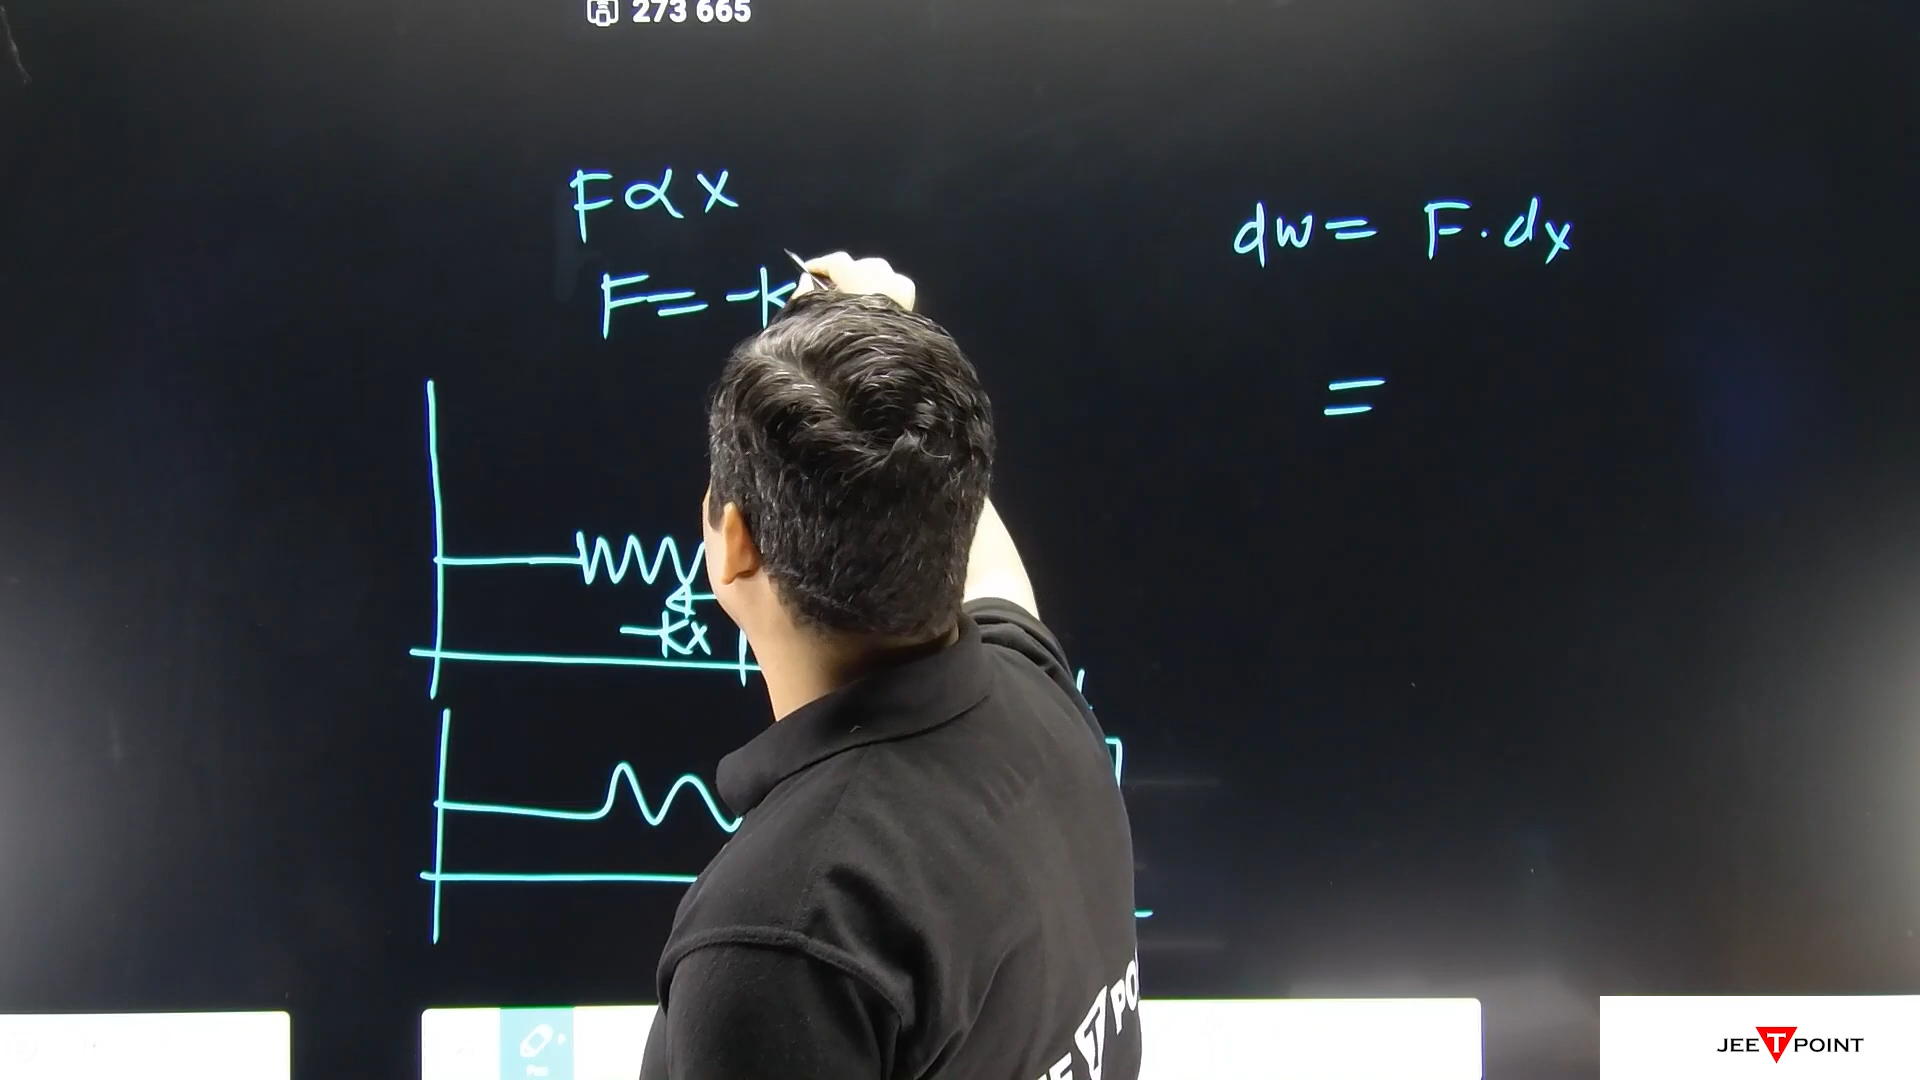 273 665
F α x
F = -k
dw = F · dx
=
-kx
JEE T POINT